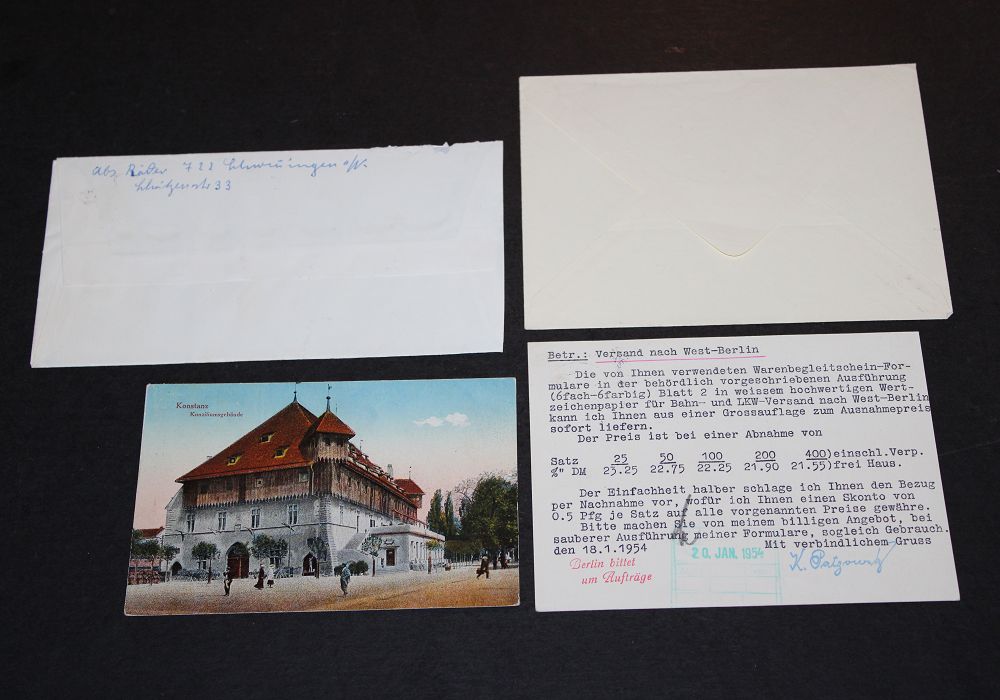 Abs. Räder 722 Schwenningen a/N.
Schützenstr 33
Konstanz
Konziliumsgebäude
Betr.: Versand nach West-Berlin
Die von Ihnen verwendeten Warenbegleitschein-For-
mulare in der behördlich vorgeschriebenen Ausführung
(6fach-6farbig) Blatt 2 in weissem hochwertigen Wert-
zeichenpapier für Bahn- und LKW-Versand nach West-Berlin
kann ich Ihnen aus einer Grossauflage zum Ausnahmepreis
sofort liefern.
Der Preis ist bei einer Abnahme von
Satz 25 50 100 200 400) einschl.Verp.
%" DM 23.25 22.75 22.25 21.90 21.55) frei Haus.
Der Einfachheit halber schlage ich Ihnen den Bezug
per Nachnahme vor, wofür ich Ihnen einen Skonto von
0.5 Pfg je Satz auf alle vorgenannten Preise gewähre.
Bitte machen Sie von meinem billigen Angebot, bei
sauberer Ausführung meiner Formulare, sogleich Gebrauch.
den 18.1.1954 Mit verbindlichem Gruss
20. JAN. 1954
Berlin bittet
um Aufträge